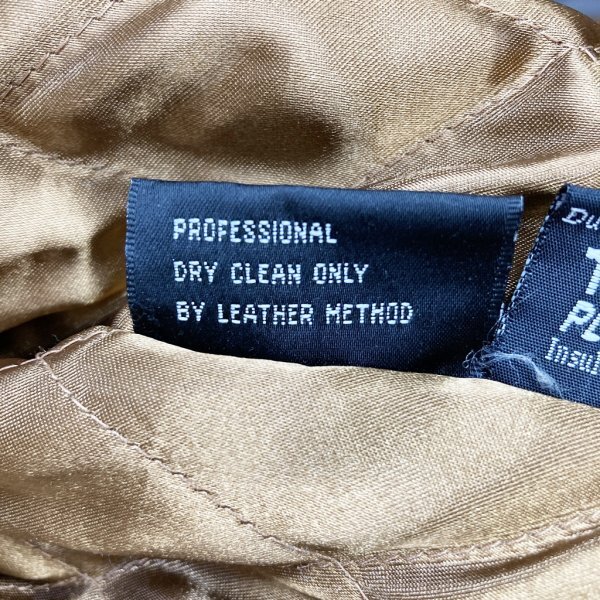 PROFESSIONAL
DRY CLEAN ONLY
BY LEATHER METHOD